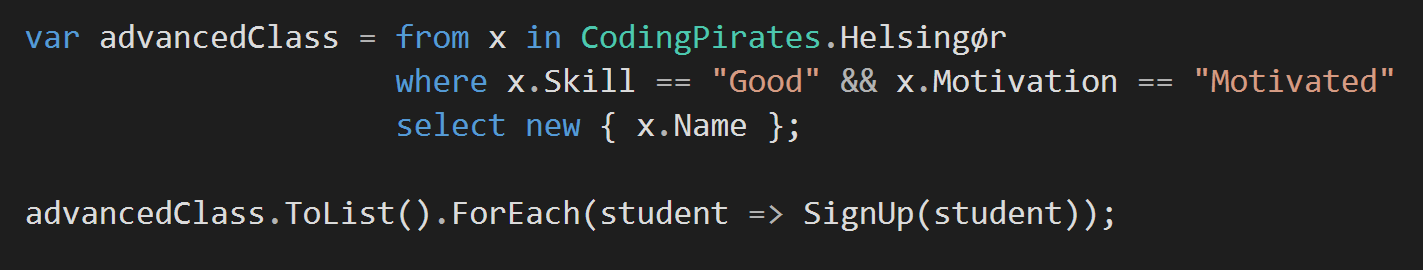 var advancedClass = from x in CodingPirates.Helsingør
where x.Skill == "Good" && x.Motivation == "Motivated"
select new { x.Name };
advancedClass.ToList().ForEach(student => SignUp(student));